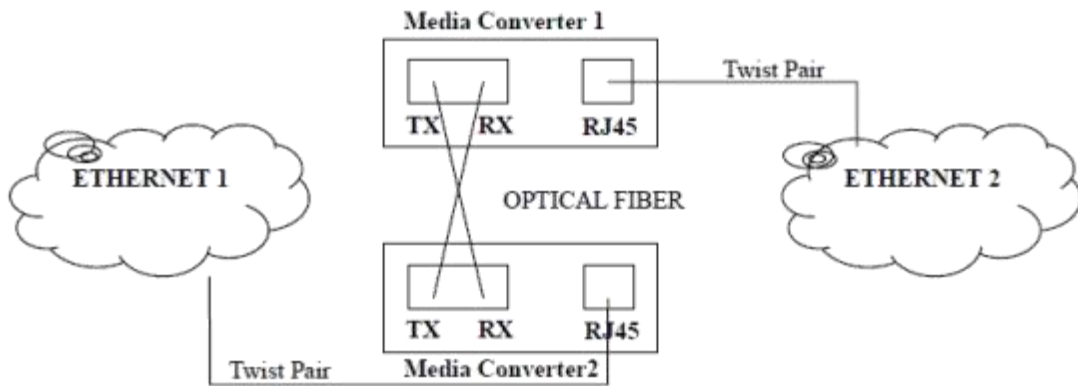 Media Converter 1
TX RX RJ45
Twist Pair
ETHERNET 1
ETHERNET 2
OPTICAL FIBER
TX RX RJ45
Media Converter2
Twist Pair